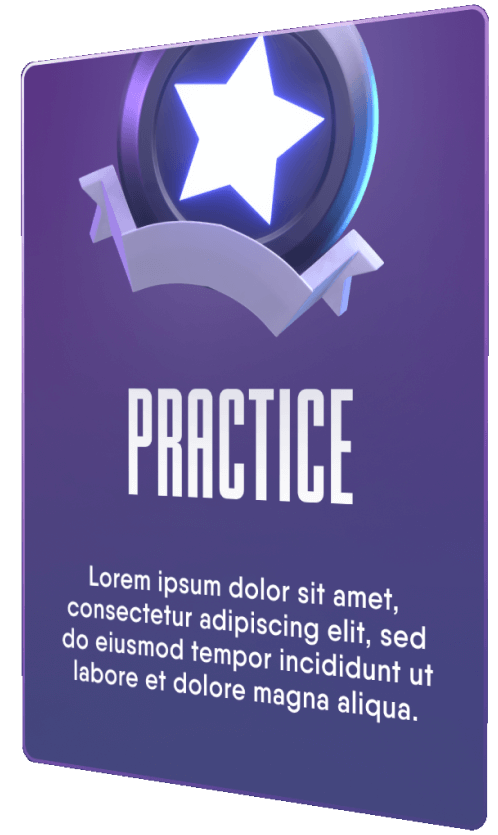 PRACTICE
Lorem ipsum dolor sit amet,
consectetur adipiscing elit, sed
do eiusmod tempor incididunt ut
labore et dolore magna aliqua.